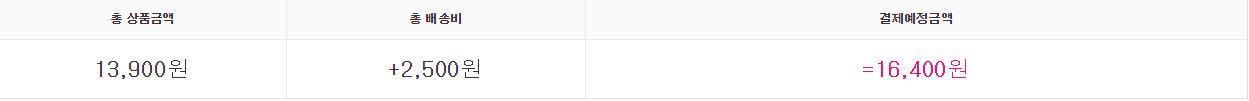 총 상품금액 총 배송비 결제예정금액
13,900원 +2,500원 =16,400원